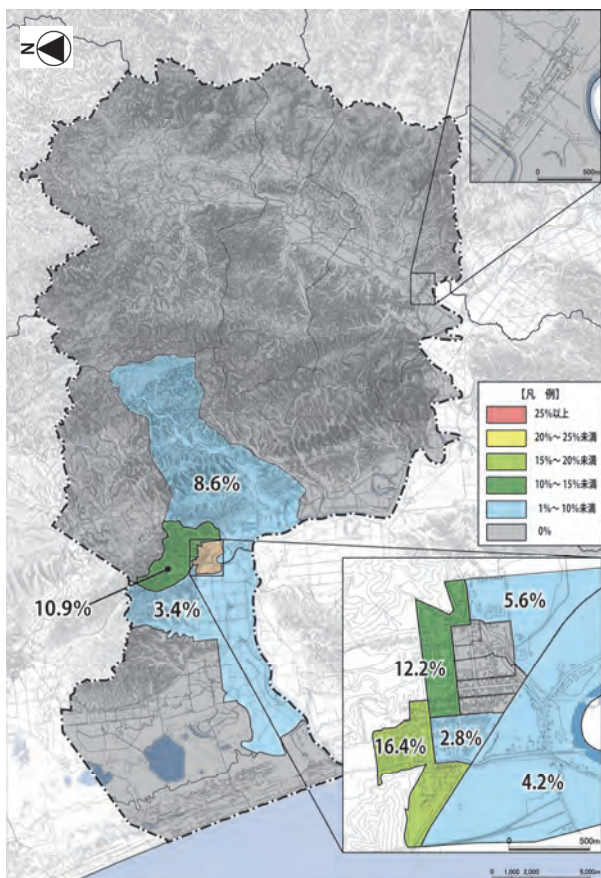 N
0 500m
【凡 例】
25%以上
20%～25%未満
15%～20%未満
10%～15%未満
1%～10%未満
0%
8.6%
10.9%
3.4%
5.6%
12.2%
16.4%
2.8%
4.2%
0 500m
0 1,000 2,000 5,000m